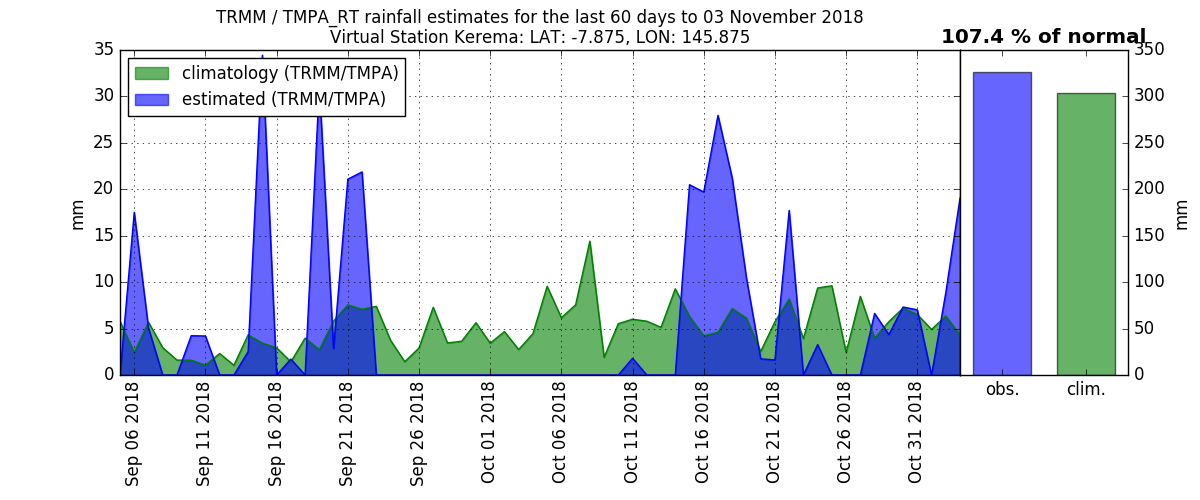 TRMM / TMPA_RT rainfall estimates for the last 60 days to 03 November 2018
Virtual Station Kerema: LAT: -7.875, LON: 145.875
107.4 % of normal
climatology (TRMM/TMPA)
estimated (TRMM/TMPA)
35
30
25
20
15
10
5
0
mm
Sep 06 2018
Sep 11 2018
Sep 16 2018
Sep 21 2018
Sep 26 2018
Oct 01 2018
Oct 06 2018
Oct 11 2018
Oct 16 2018
Oct 21 2018
Oct 26 2018
Oct 31 2018
obs.
clim.
350
300
250
200
150
100
50
0
mm